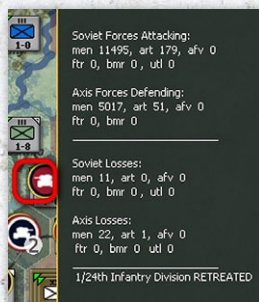 III
1-0
III
1-8
2
Soviet Forces Attacking:
men 11495, art 179, afv 0
ftr 0, bmr 0 , utl 0
Axis Forces Defending:
men 5017, art 51, afv 0
ftr 0, bmr 0
Soviet Losses:
men 11, art 0, afv 0
ftr 0, bmr 0 , utl 0
Axis Losses:
men 22, art 1, afv 0
ftr 0, bmr 0 utl 0
1/24th Infantry Division RETREATED